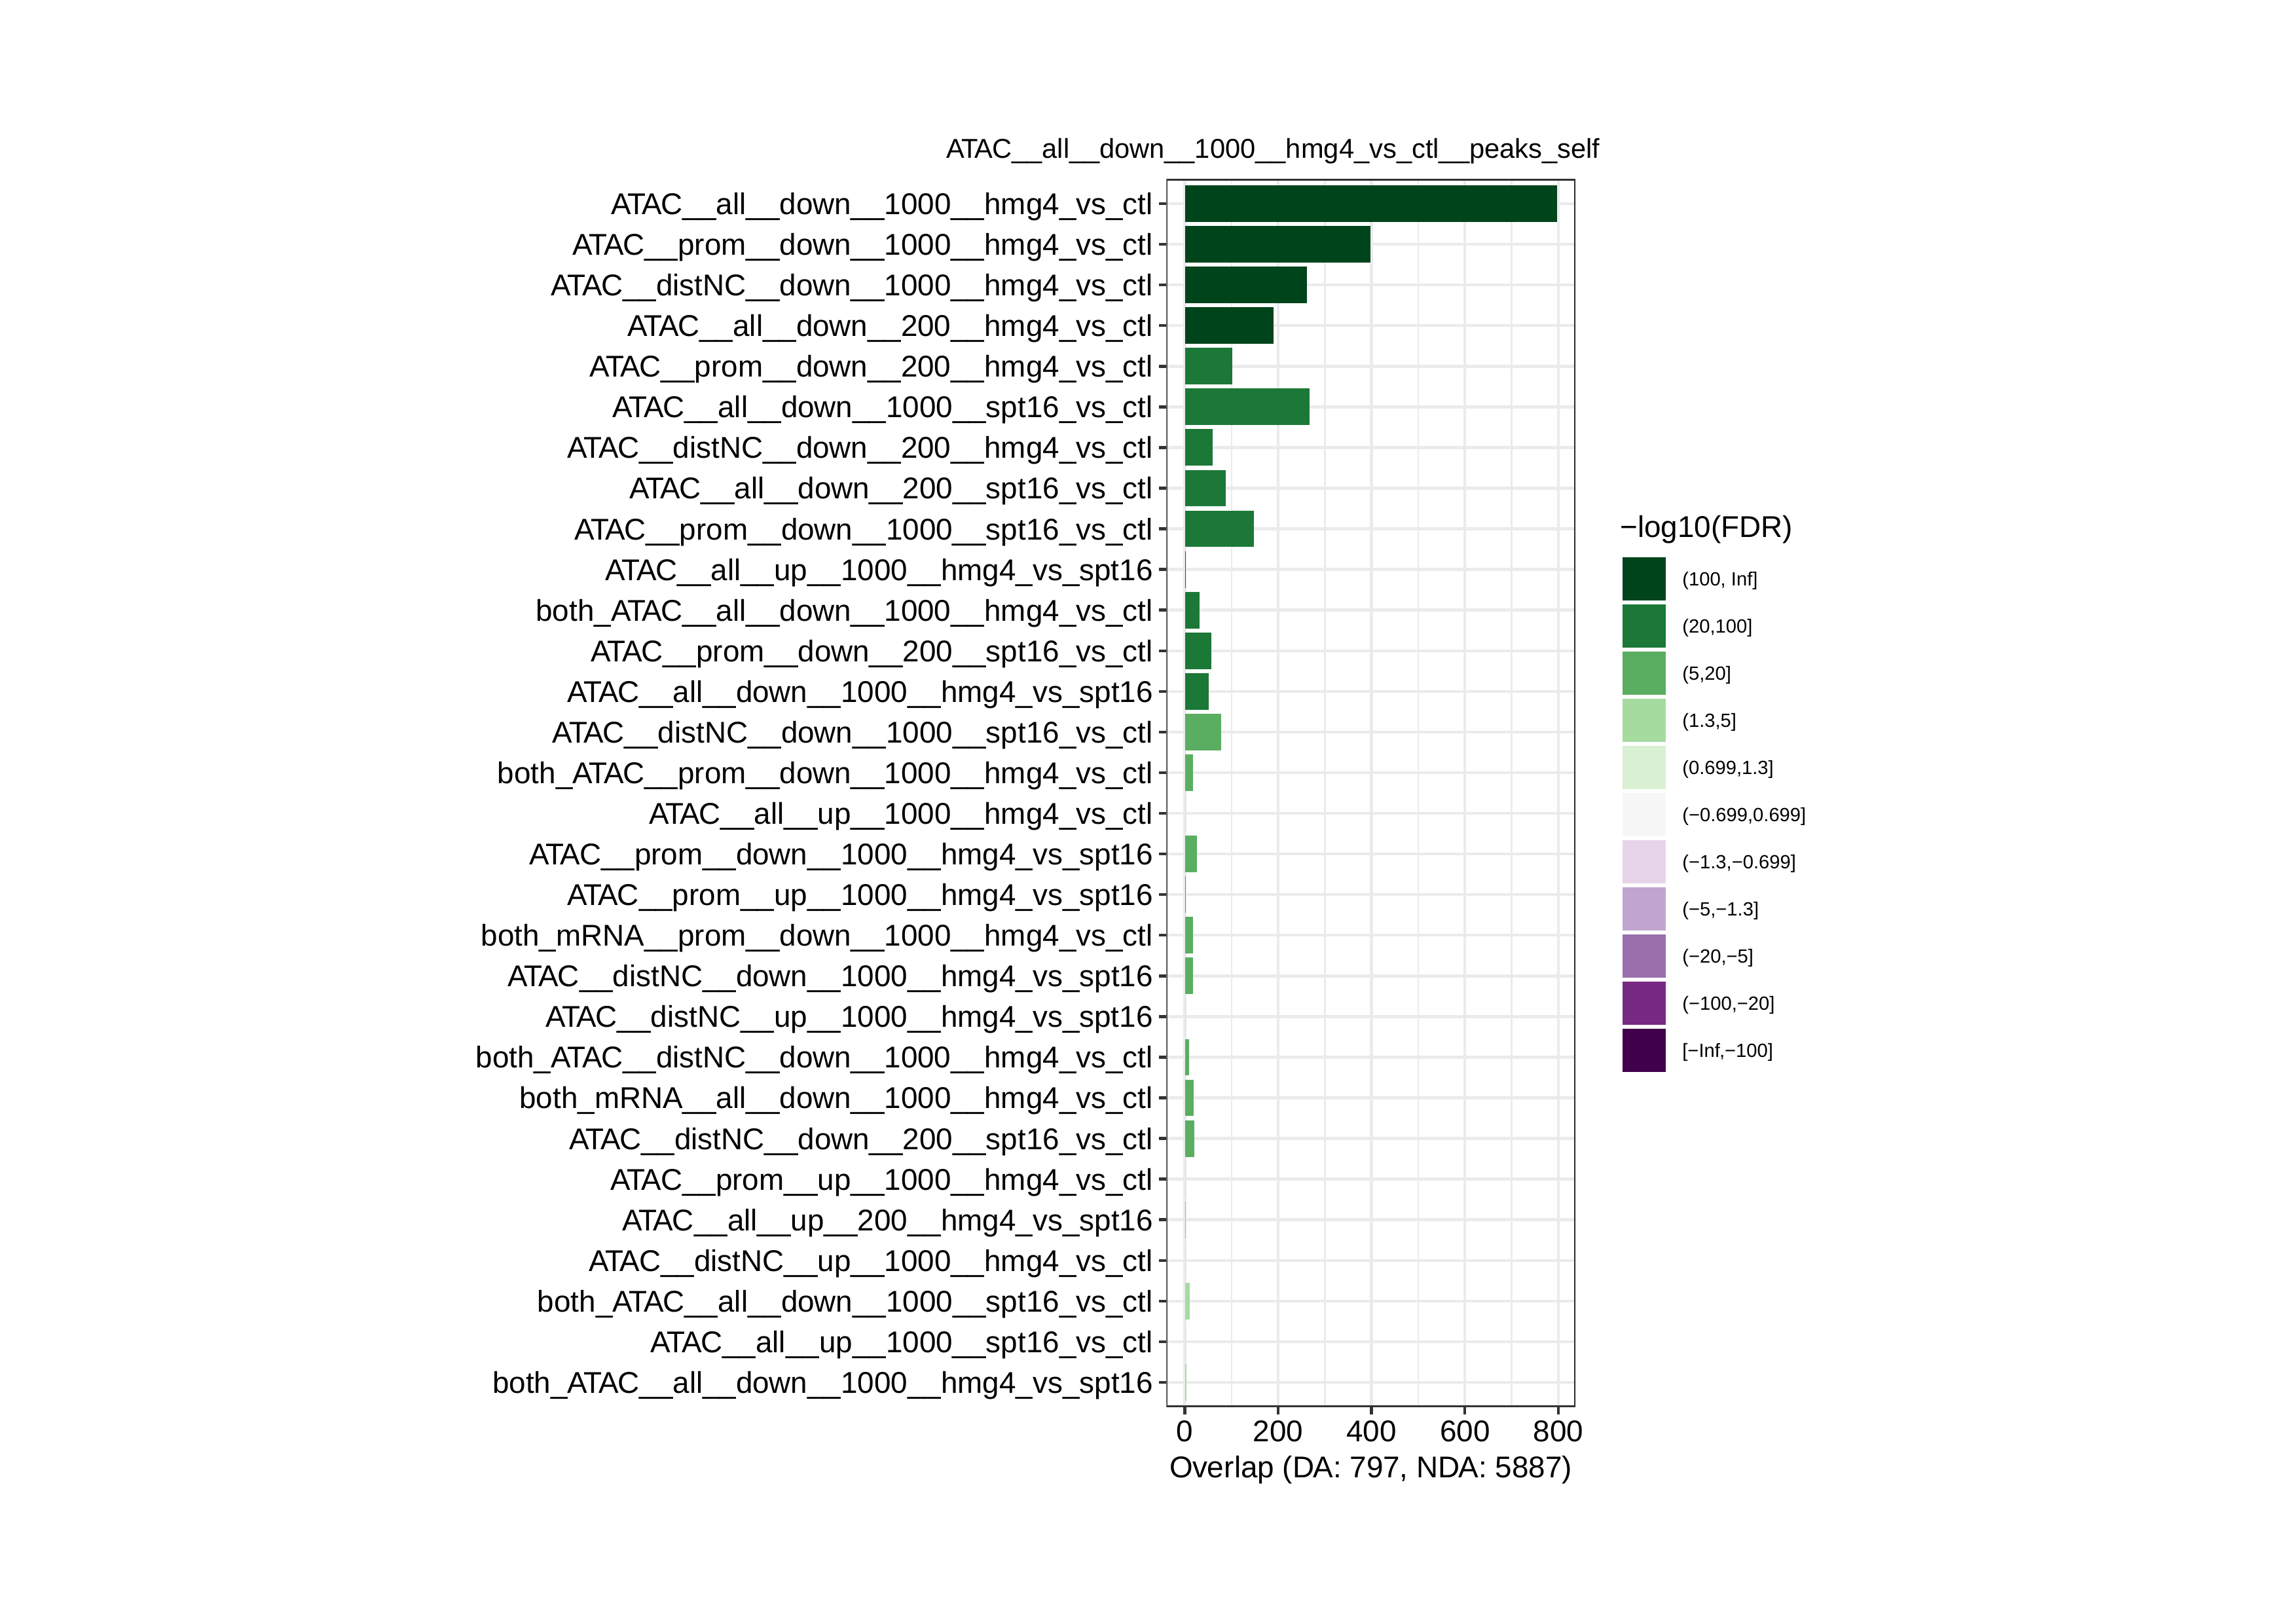 ATAC__all__down__1000__hmg4_vs_ctl__peaks_self
ATAC__all__down__1000__hmg4_vs_ctl
ATAC__prom__down__1000__hmg4_vs_ctl
ATAC__distNC__down__1000__hmg4_vs_ctl
ATAC__all__down__200__hmg4_vs_ctl
ATAC__prom__down__200__hmg4_vs_ctl
ATAC__all__down__1000__spt16_vs_ctl
ATAC__distNC__down__200__hmg4_vs_ctl
ATAC__all__down__200__spt16_vs_ctl
ATAC__prom__down__1000__spt16_vs_ctl
ATAC__all__up__1000__hmg4_vs_spt16
both_ATAC__all__down__1000__hmg4_vs_ctl
ATAC__prom__down__200__spt16_vs_ctl
ATAC__all__down__1000__hmg4_vs_spt16
ATAC__distNC__down__1000__spt16_vs_ctl
both_ATAC__prom__down__1000__hmg4_vs_ctl
ATAC__all__up__1000__hmg4_vs_ctl
ATAC__prom__down__1000__hmg4_vs_spt16
ATAC__prom__up__1000__hmg4_vs_spt16
both_mRNA__prom__down__1000__hmg4_vs_ctl
ATAC__distNC__down__1000__hmg4_vs_spt16
ATAC__distNC__up__1000__hmg4_vs_spt16
both_ATAC__distNC__down__1000__hmg4_vs_ctl
both_mRNA__all__down__1000__hmg4_vs_ctl
ATAC__distNC__down__200__spt16_vs_ctl
ATAC__prom__up__1000__hmg4_vs_ctl
ATAC__all__up__200__hmg4_vs_spt16
ATAC__distNC__up__1000__hmg4_vs_ctl
both_ATAC__all__down__1000__spt16_vs_ctl
ATAC__all__up__1000__spt16_vs_ctl
both_ATAC__all__down__1000__hmg4_vs_spt16
0 200 400 600 800
Overlap (DA: 797, NDA: 5887)
−log10(FDR)
(100, Inf]
(20,100]
(5,20]
(1.3,5]
(0.699,1.3]
(−0.699,0.699]
(−1.3,−0.699]
(−5,−1.3]
(−20,−5]
(−100,−20]
[−Inf,−100]